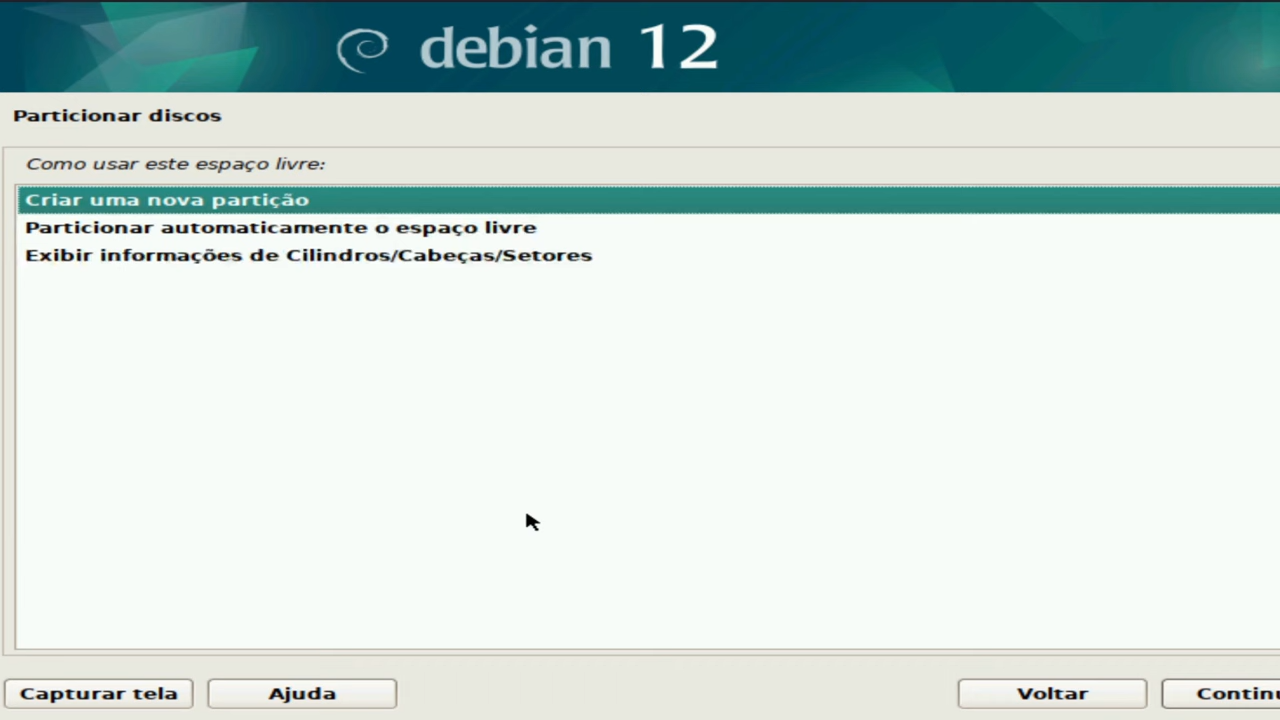 debian 12
Particionar discos
Como usar este espaço livre:
Criar uma nova partição
Particionar automaticamente o espaço livre
Exibir informações de Cilindros/Cabeças/Setores
Capturar tela
Ajuda
Voltar